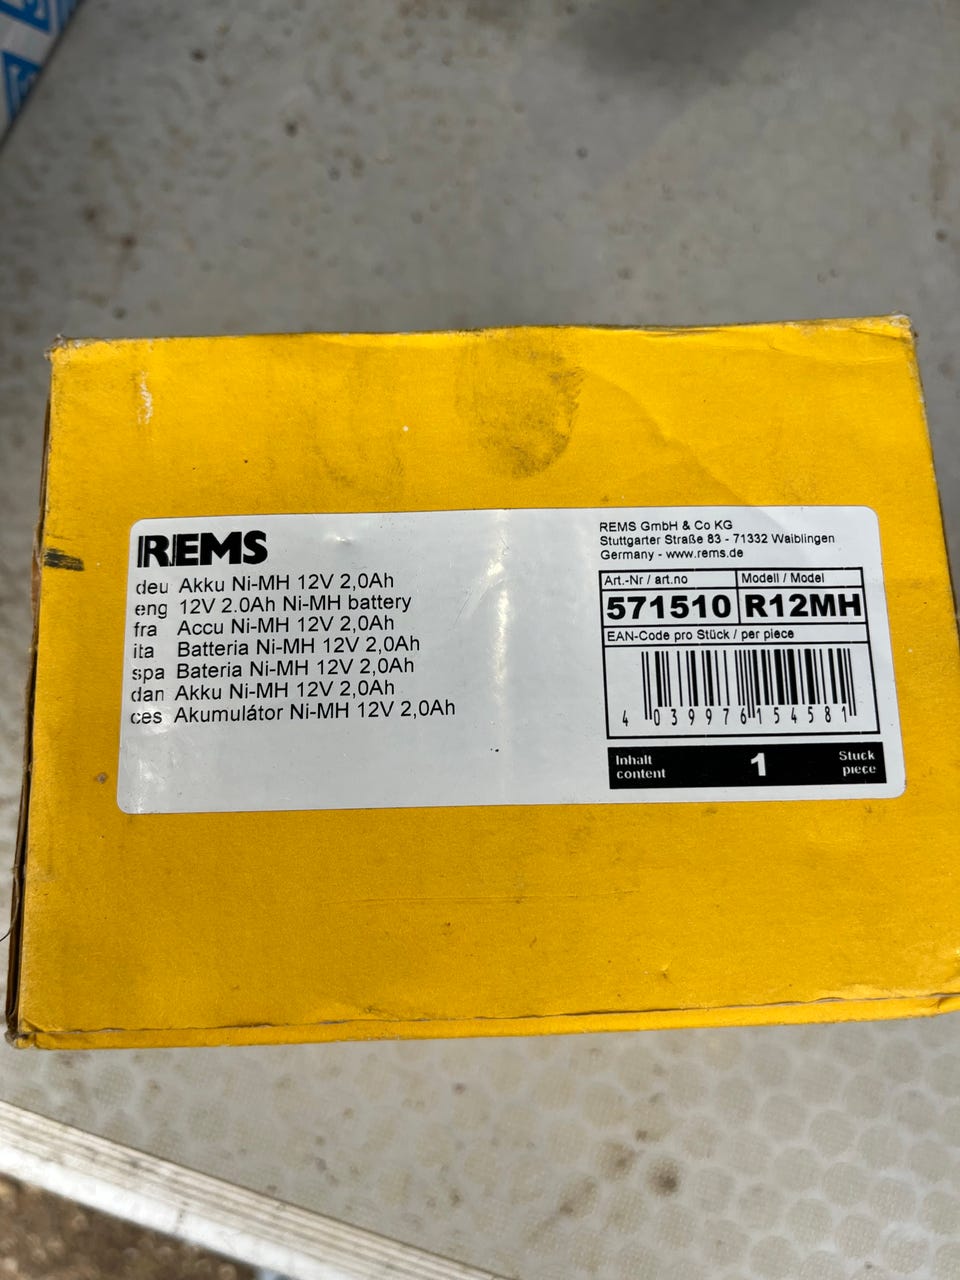 REMS
deu Akku Ni-MH 12V 2,0Ah
eng 12V 2.0Ah Ni-MH battery
fra Accu Ni-MH 12V 2,0Ah
ita Batteria Ni-MH 12V 2,0Ah
spa Bateria Ni-MH 12V 2,0Ah
dan Akku Ni-MH 12V 2,0Ah
ces Akumulátor Ni-MH 12V 2,0Ah
REMS GmbH & Co KG
Stuttgarter Straße 83 - 71332 Waiblingen
Germany - www.rems.de
Art.-Nr / art.no Modell / Model
571510 R12MH
EAN-Code pro Stück / per piece
4 039976 154581
Inhalt 1 Stuck
content piece